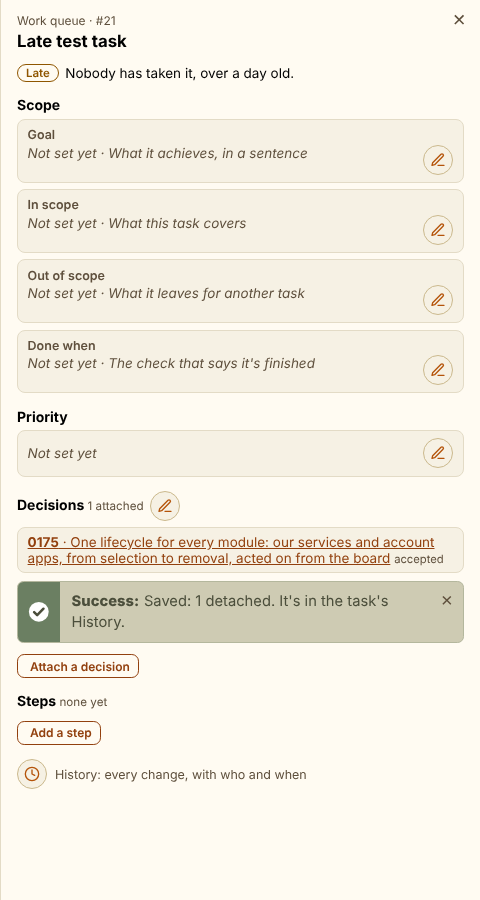 Work queue · #21
Late test task
Late Nobody has taken it, over a day old.
Scope
Goal
Not set yet · What it achieves, in a sentence
In scope
Not set yet · What this task covers
Out of scope
Not set yet · What it leaves for another task
Done when
Not set yet · The check that says it's finished
Priority
Not set yet
Decisions 1 attached
0175 · One lifecycle for every module: our services and account
apps, from selection to removal, acted on from the board accepted
Success: Saved: 1 detached. It's in the task's
History.
Attach a decision
Steps none yet
Add a step
History: every change, with who and when